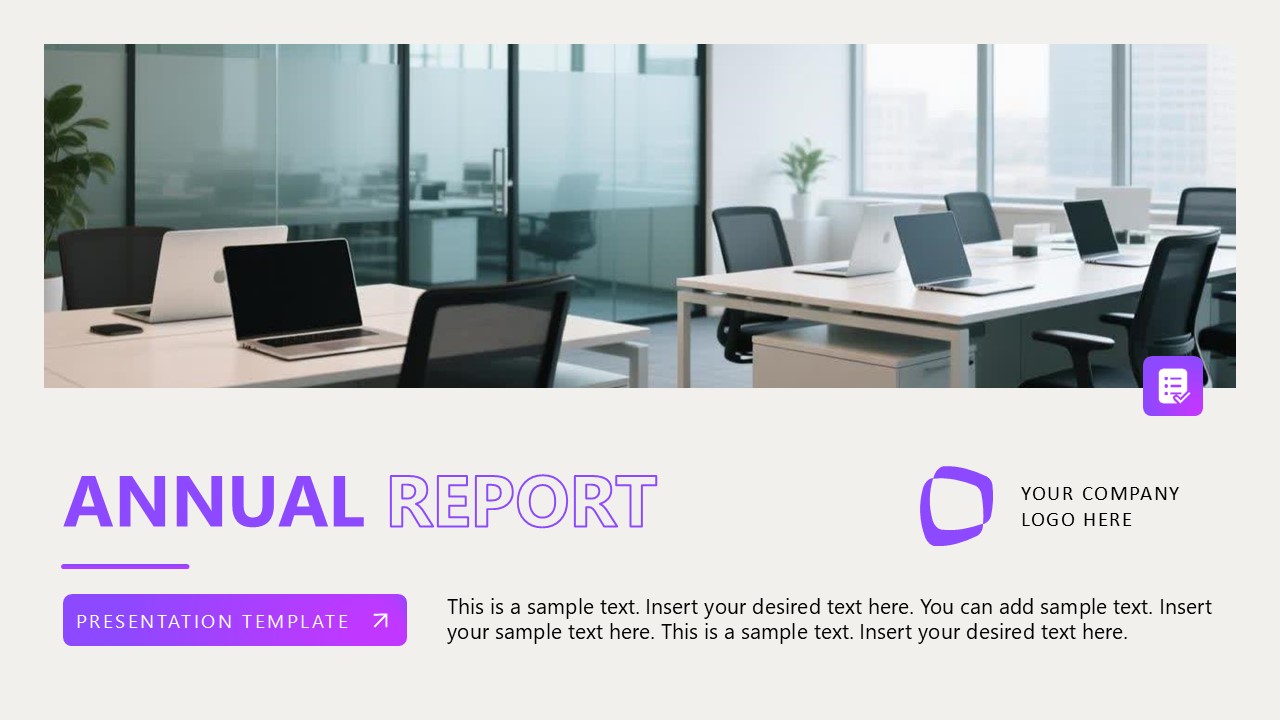 ANNUAL REPORT
YOUR COMPANY
LOGO HERE
PRESENTATION TEMPLATE
This is a sample text. Insert your desired text here. You can add sample text. Insert
your sample text here. This is a sample text. Insert your desired text here.